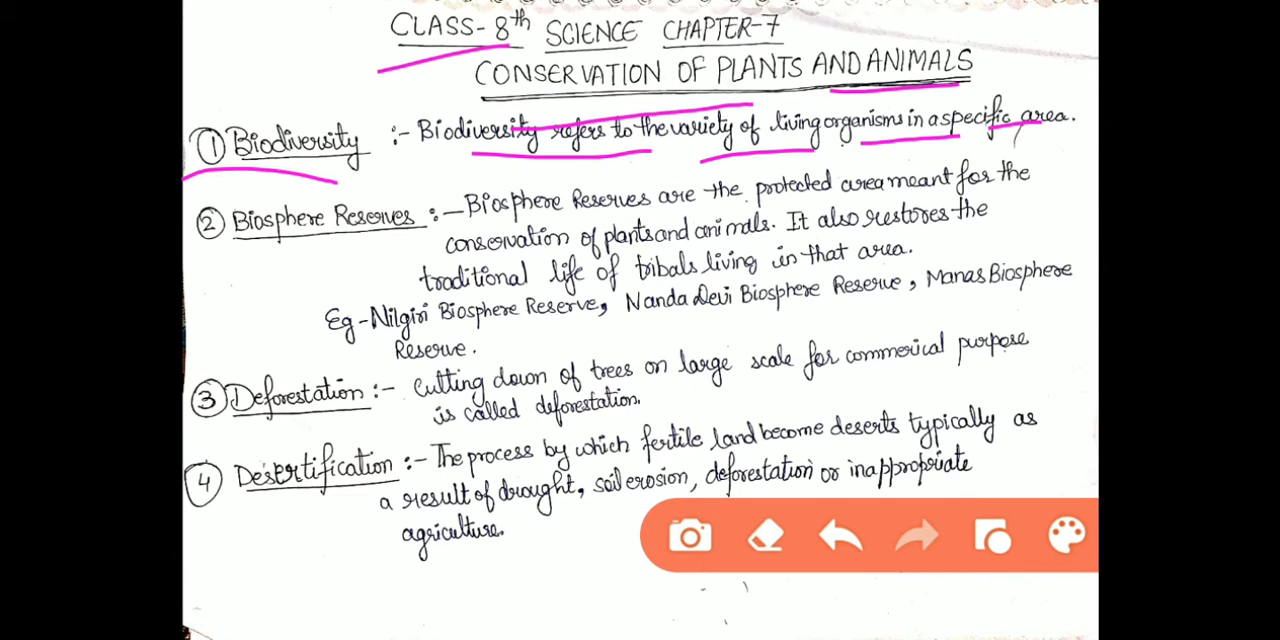 CLASS-8th SCIENCE CHAPTER-7
CONSERVATION OF PLANTS AND ANIMALS
① Biodiversity :- Biodiversity refers to the variety of living organisms in a specific area.
② Biosphere Reserves :- Biosphere Reserves are the protected area meant for the
conservation of plants and animals. It also restores the
traditional life of tribals living in that area.
Eg - Nilgiri Biosphere Reserve, Nanda Devi Biosphere Reserve, Manas Biosphere
Reserve.
③ Deforestation :- Cutting down of trees on large scale for commerical purpose
is called deforestation.
④ Desertification :- The process by which fertile land become deserts typically as
a result of drought, soil erosion, deforestation or inappropriate
agriculture.